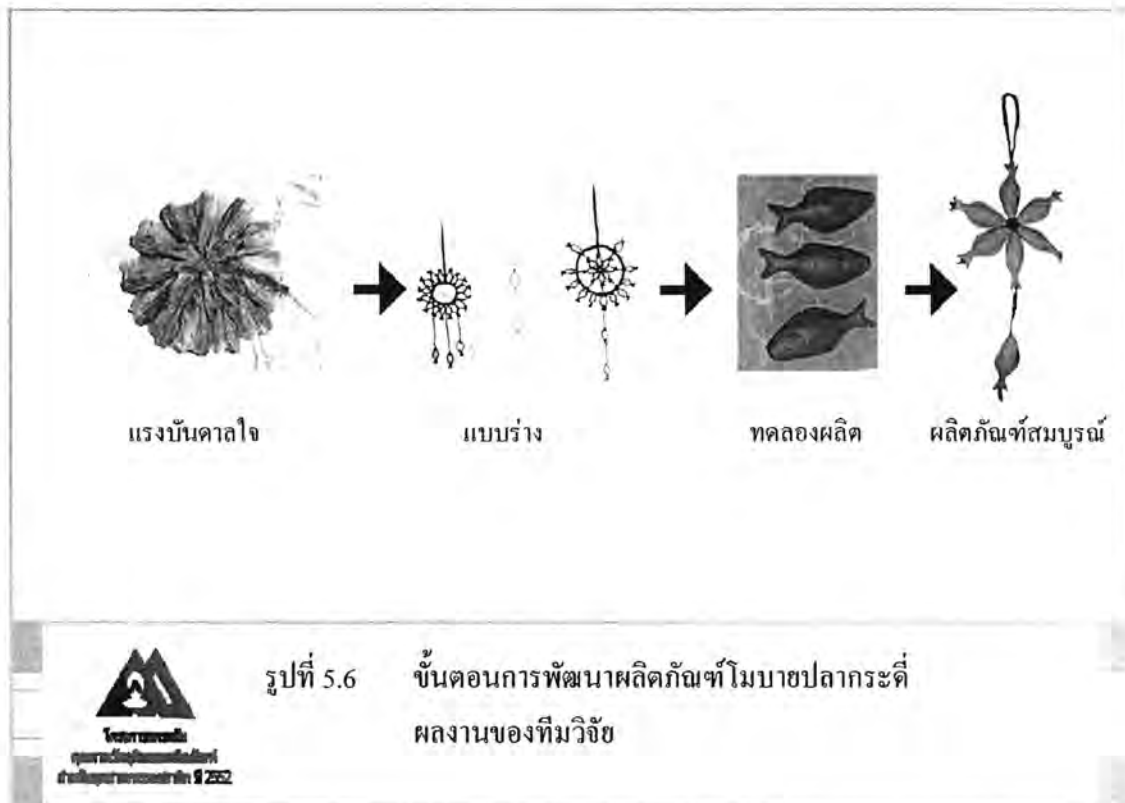 แรงบันดาลใจ
แบบร่าง
ทดลองผลิต
ผลิตภัณฑ์สมบูรณ์
รูปที่ 5.6 ขั้นตอนการพัฒนาผลิตภัณฑ์โมบายปลากระดี่
ผลงานของทีมวิจัย
ปี 2552